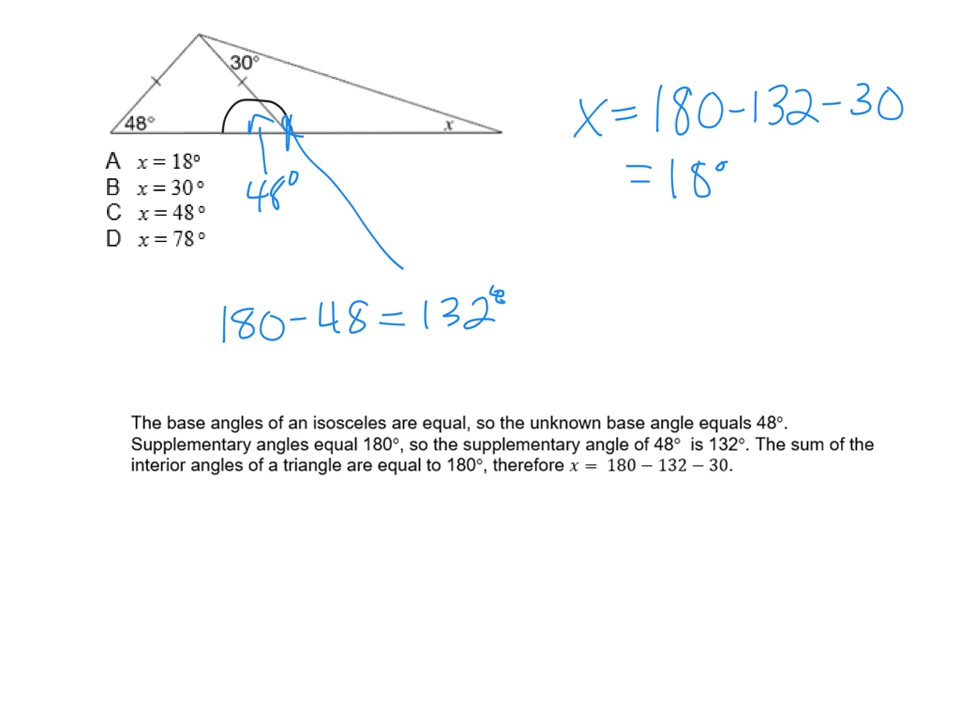 30°
48°
x
A x = 18°
B x = 30°
C x = 48°
D x = 78°
48°
x = 180 - 132 - 30
= 18°
180 - 48 = 132°
The base angles of an isosceles are equal, so the unknown base angle equals 48°.
Supplementary angles equal 180°, so the supplementary angle of 48° is 132°. The sum of the
interior angles of a triangle are equal to 180°, therefore x = 180 − 132 − 30.